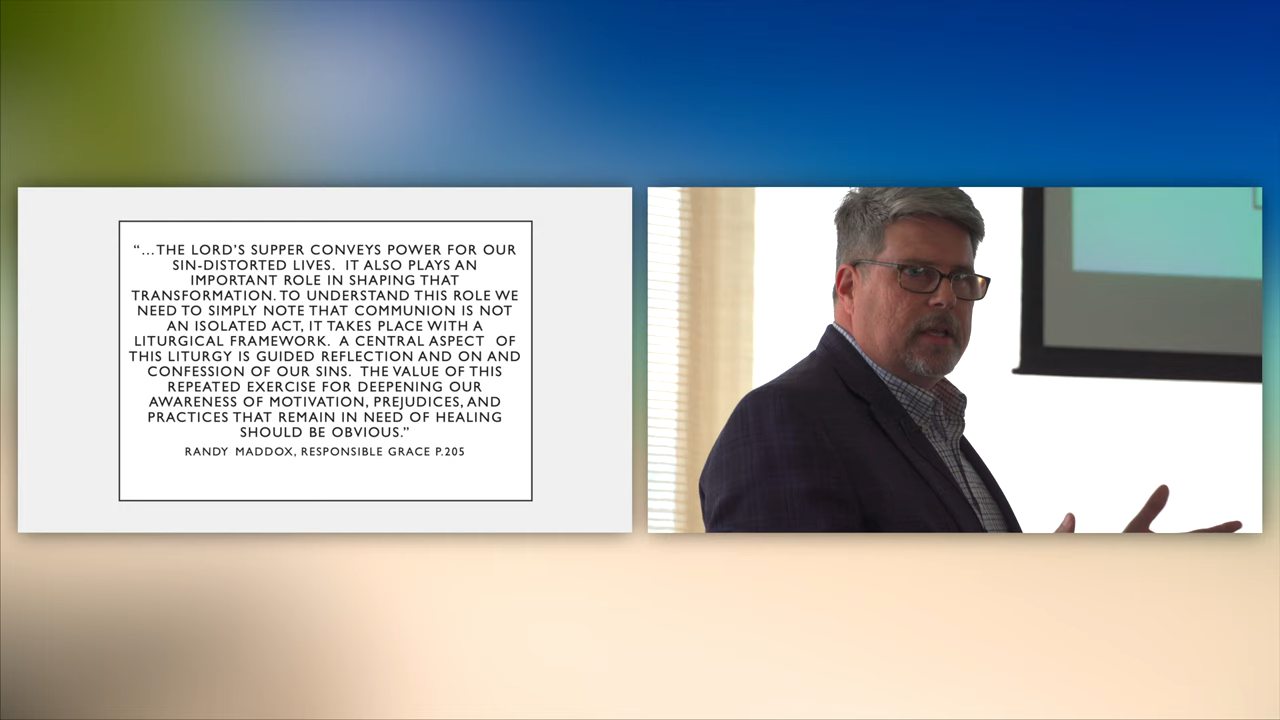 “…THE LORD’S SUPPER CONVEYS POWER FOR OUR
SIN-DISTORTED LIVES. IT ALSO PLAYS AN
IMPORTANT ROLE IN SHAPING THAT
TRANSFORMATION. TO UNDERSTAND THIS ROLE WE
NEED TO SIMPLY NOTE THAT COMMUNION IS NOT
AN ISOLATED ACT, IT TAKES PLACE WITH A
LITURGICAL FRAMEWORK. A CENTRAL ASPECT OF
THIS LITURGY IS GUIDED REFLECTION AND ON AND
CONFESSION OF OUR SINS. THE VALUE OF THIS
REPEATED EXERCISE FOR DEEPENING OUR
AWARENESS OF MOTIVATION, PREJUDICES, AND
PRACTICES THAT REMAIN IN NEED OF HEALING
SHOULD BE OBVIOUS.”
RANDY MADDOX, RESPONSIBLE GRACE P.205